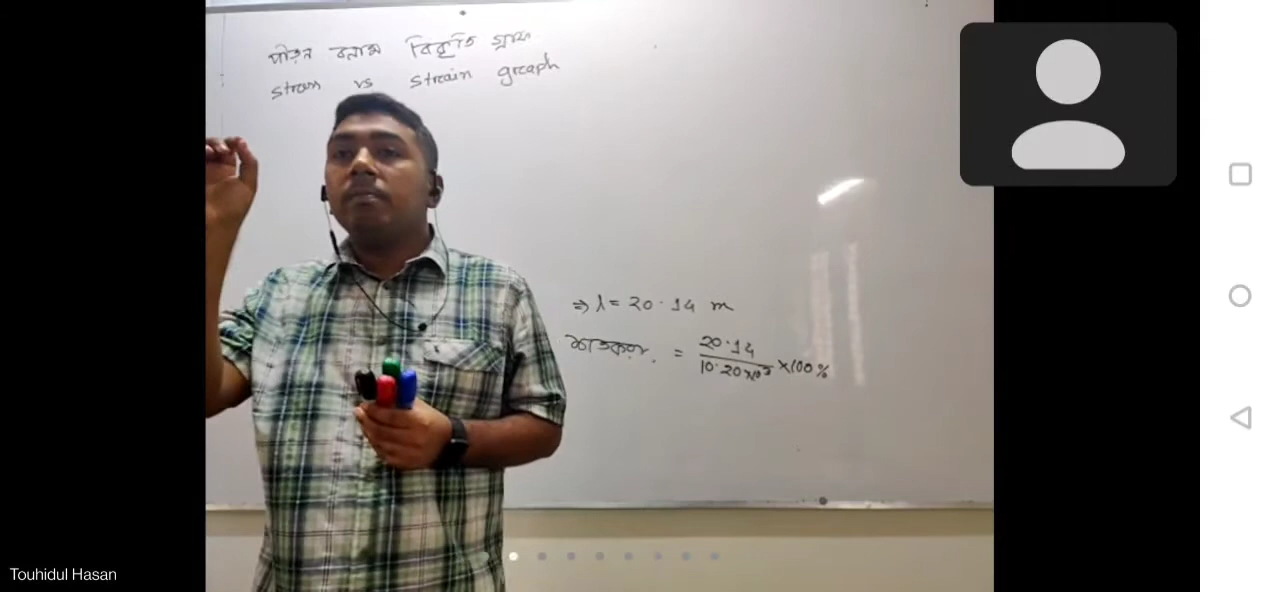 পীড়ন বনাম বিকৃতি গ্রাফ
stress vs strain graph
⇒ l = 20.14 m
শতকরা, = 20.14 / 10.20×10³ ×100%
Touhidul Hasan